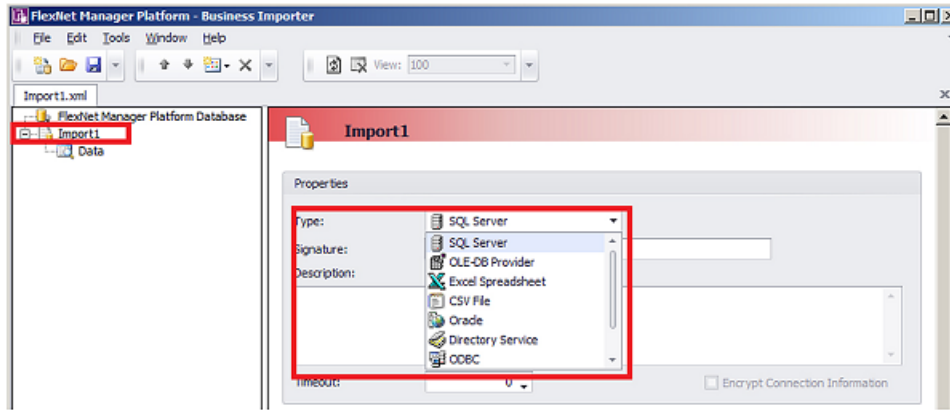 FlexNet Manager Platform - Business Importer
File Edit Tools Window Help
View: 100
Import1.xml
FlexNet Manager Platform Database
Import1
Data
Import1
Properties
Type: SQL Server
SQL Server
Signature:
OLE-DB Provider
Description:
Excel Spreadsheet
CSV File
Oracle
Directory Service
ODBC
Timeout: 0
Encrypt Connection Information